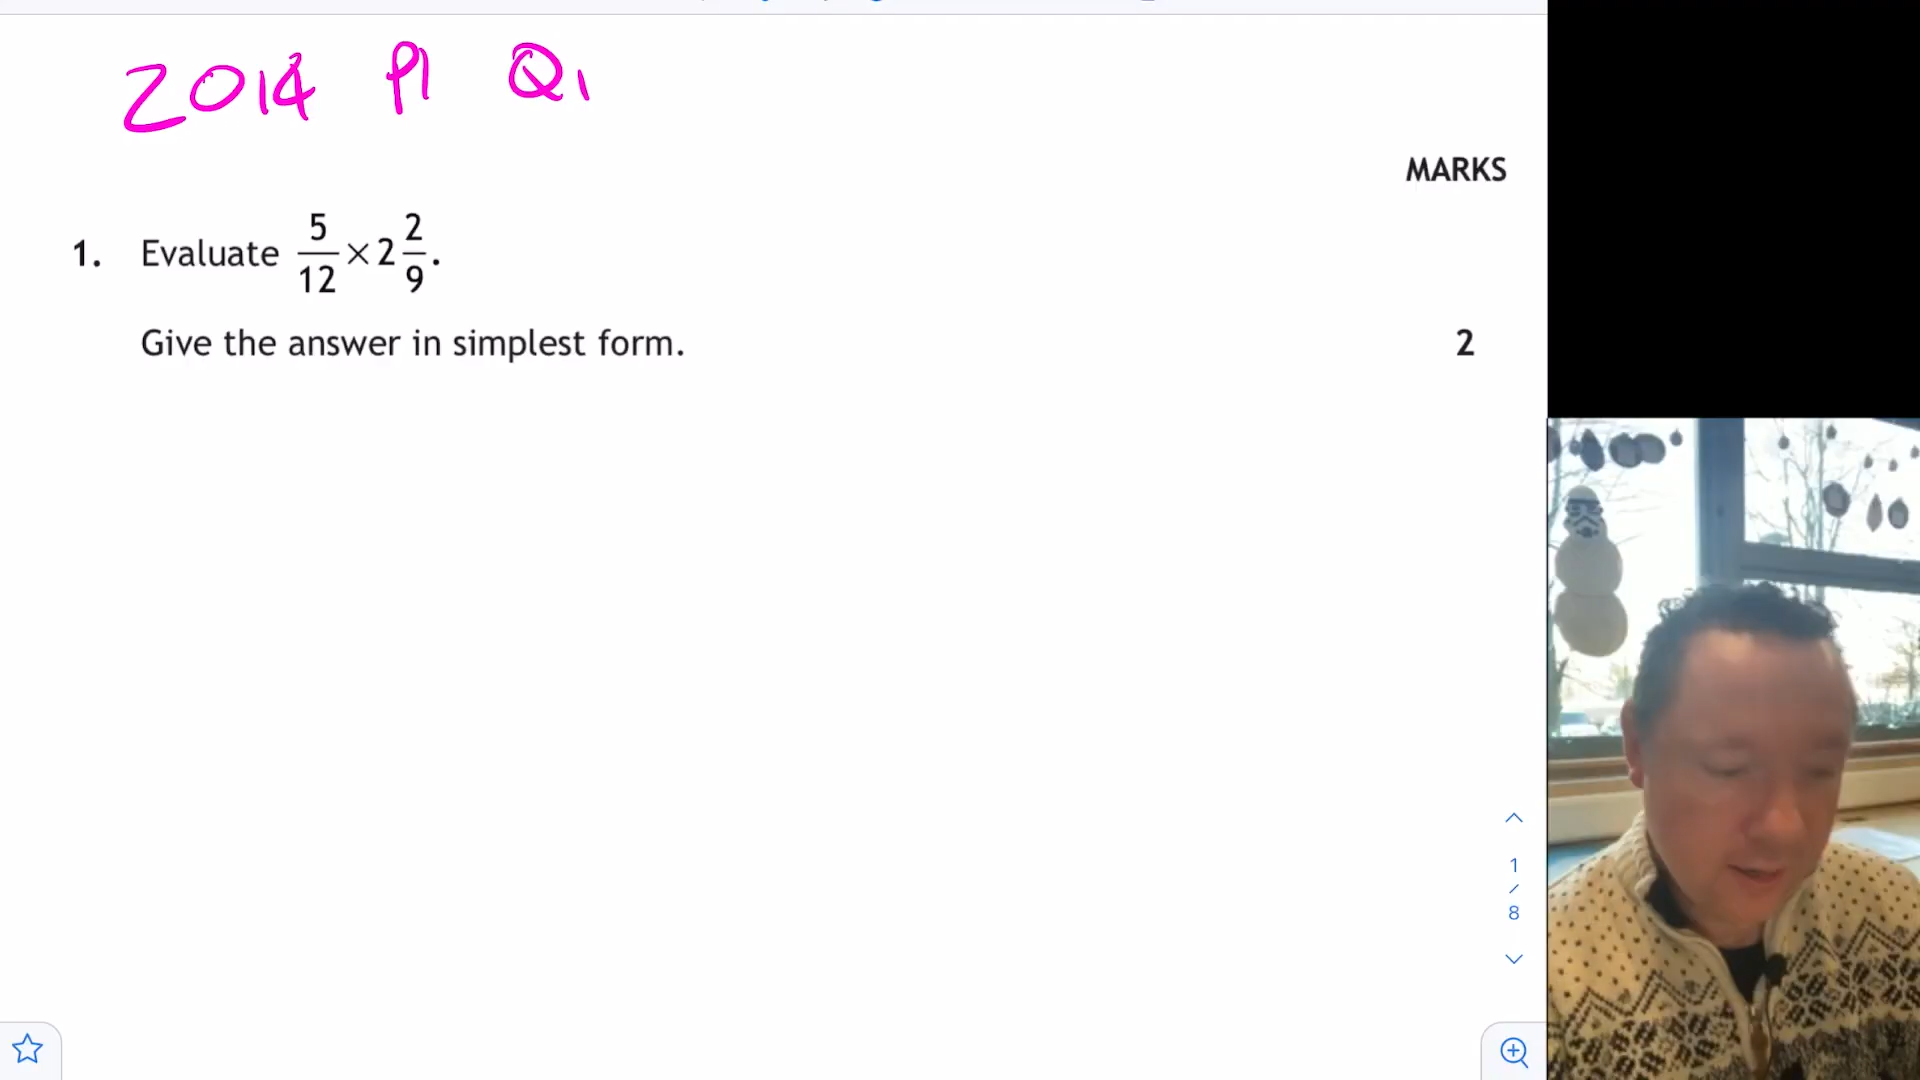 2014 P1 Q1
MARKS
1. Evaluate 5/12 × 2 2/9.
Give the answer in simplest form. 2
1
/
8